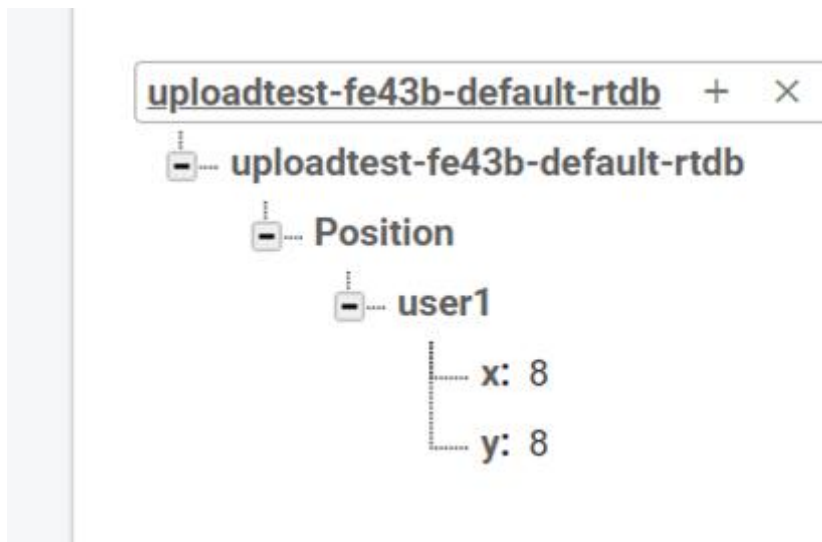 uploadtest-fe43b-default-rtdb + ×
uploadtest-fe43b-default-rtdb
Position
user1
x: 8
y: 8